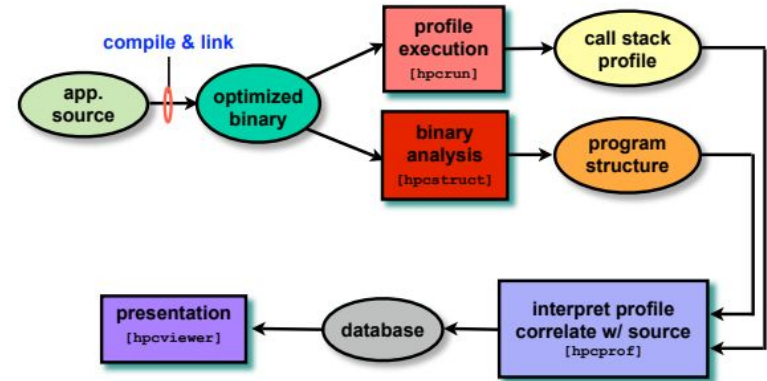 compile & link
app.
source
optimized
binary
profile
execution
[hpcrun]
call stack
profile
binary
analysis
[hpcstruct]
program
structure
presentation
[hpcviewer]
database
interpret profile
correlate w/ source
[hpcprof]